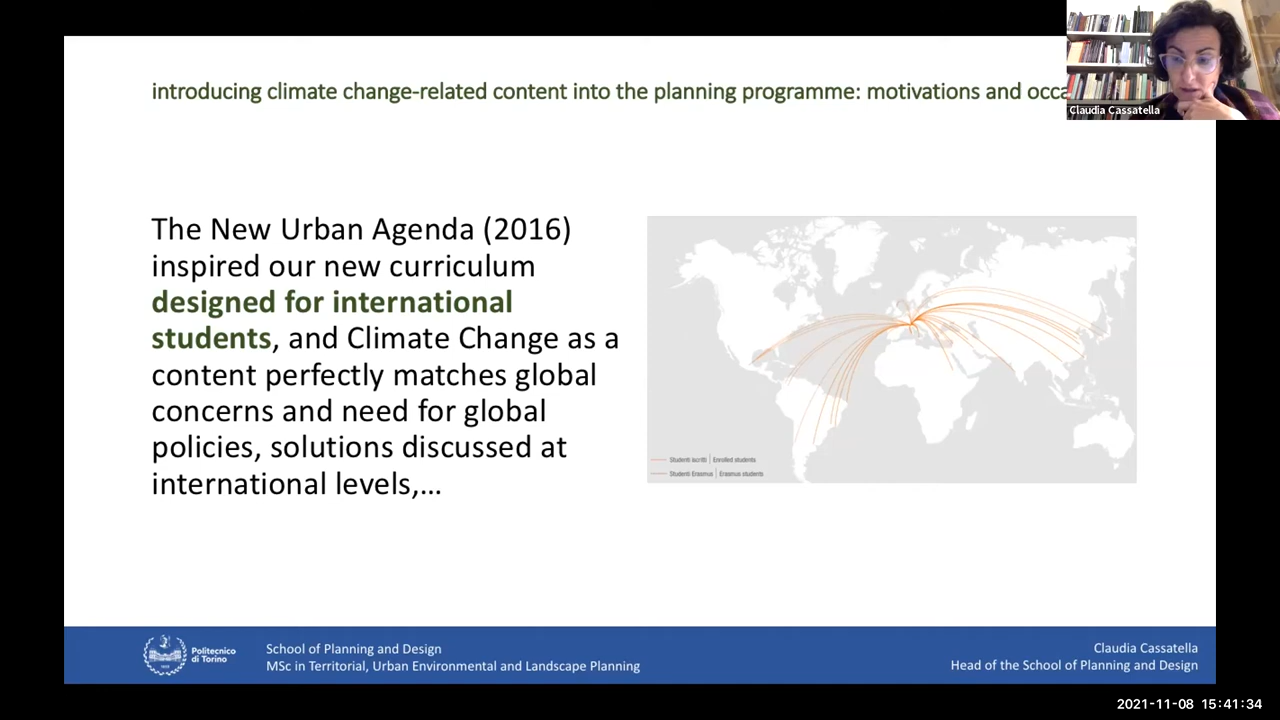 introducing climate change-related content into the planning programme: motivations and occa
Claudia Cassatella
The New Urban Agenda (2016)
inspired our new curriculum
designed for international
students, and Climate Change as a
content perfectly matches global
concerns and need for global
policies, solutions discussed at
international levels,...
Studenti iscritti | Enrolled students
Studenti Erasmus | Erasmus students
Politecnico
di Torino
School of Planning and Design
MSc in Territorial, Urban Environmental and Landscape Planning
Claudia Cassatella
Head of the School of Planning and Design
2021-11-08 15:41:34